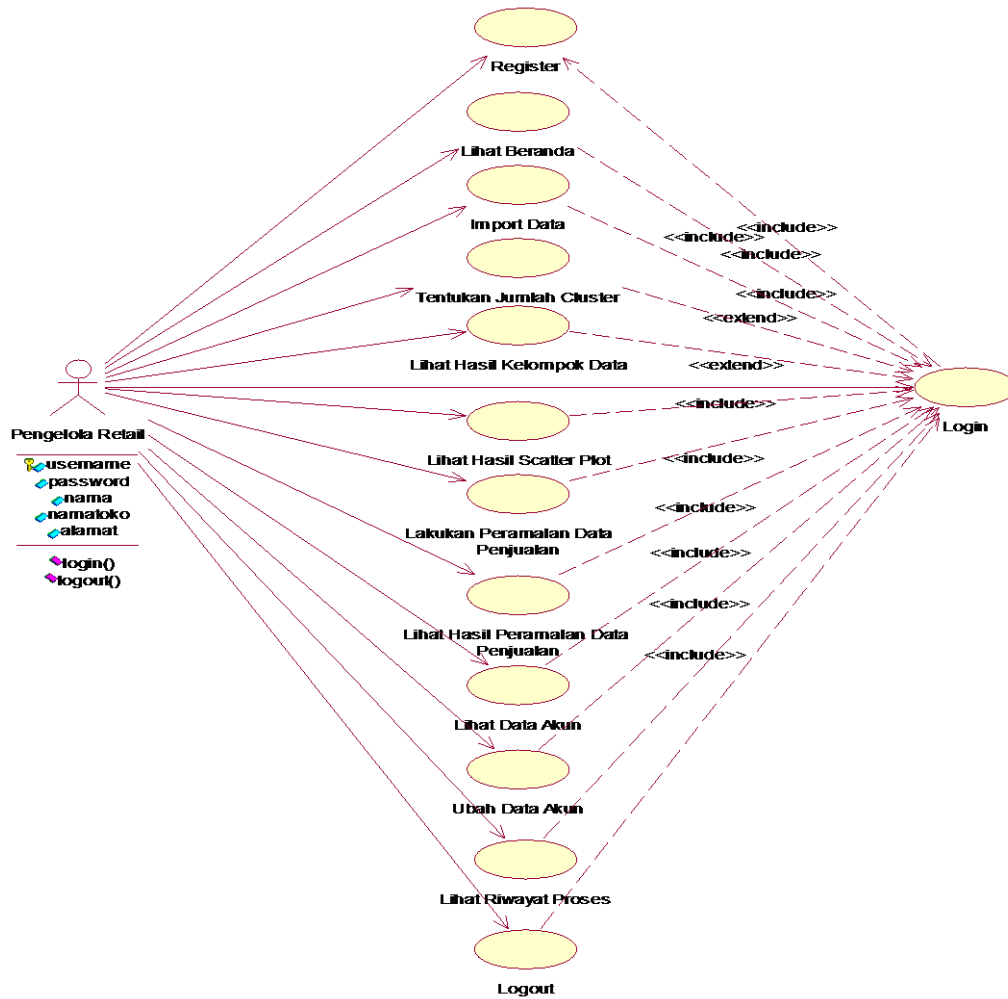 Register
Lihat Beranda
Import Data
Tentukan Jumlah Cluster
Lihat Hasil Kelompok Data
Lihat Hasil Scatter Plot
Lakukan Peramalan Data
Penjualan
Lihat Hasil Peramalan Data
Penjualan
Lihat Data Akun
Ubah Data Akun
Lihat Riwayat Proses
Logout
Pengelola Retail
username
password
nama
namatoko
alamat
login()
logout()
<<include>>
<<include>>
<<include>>
<<include>>
<<extend>>
<<extend>>
<<include>>
<<include>>
<<include>>
<<include>>
<<include>>
<<include>>
Login